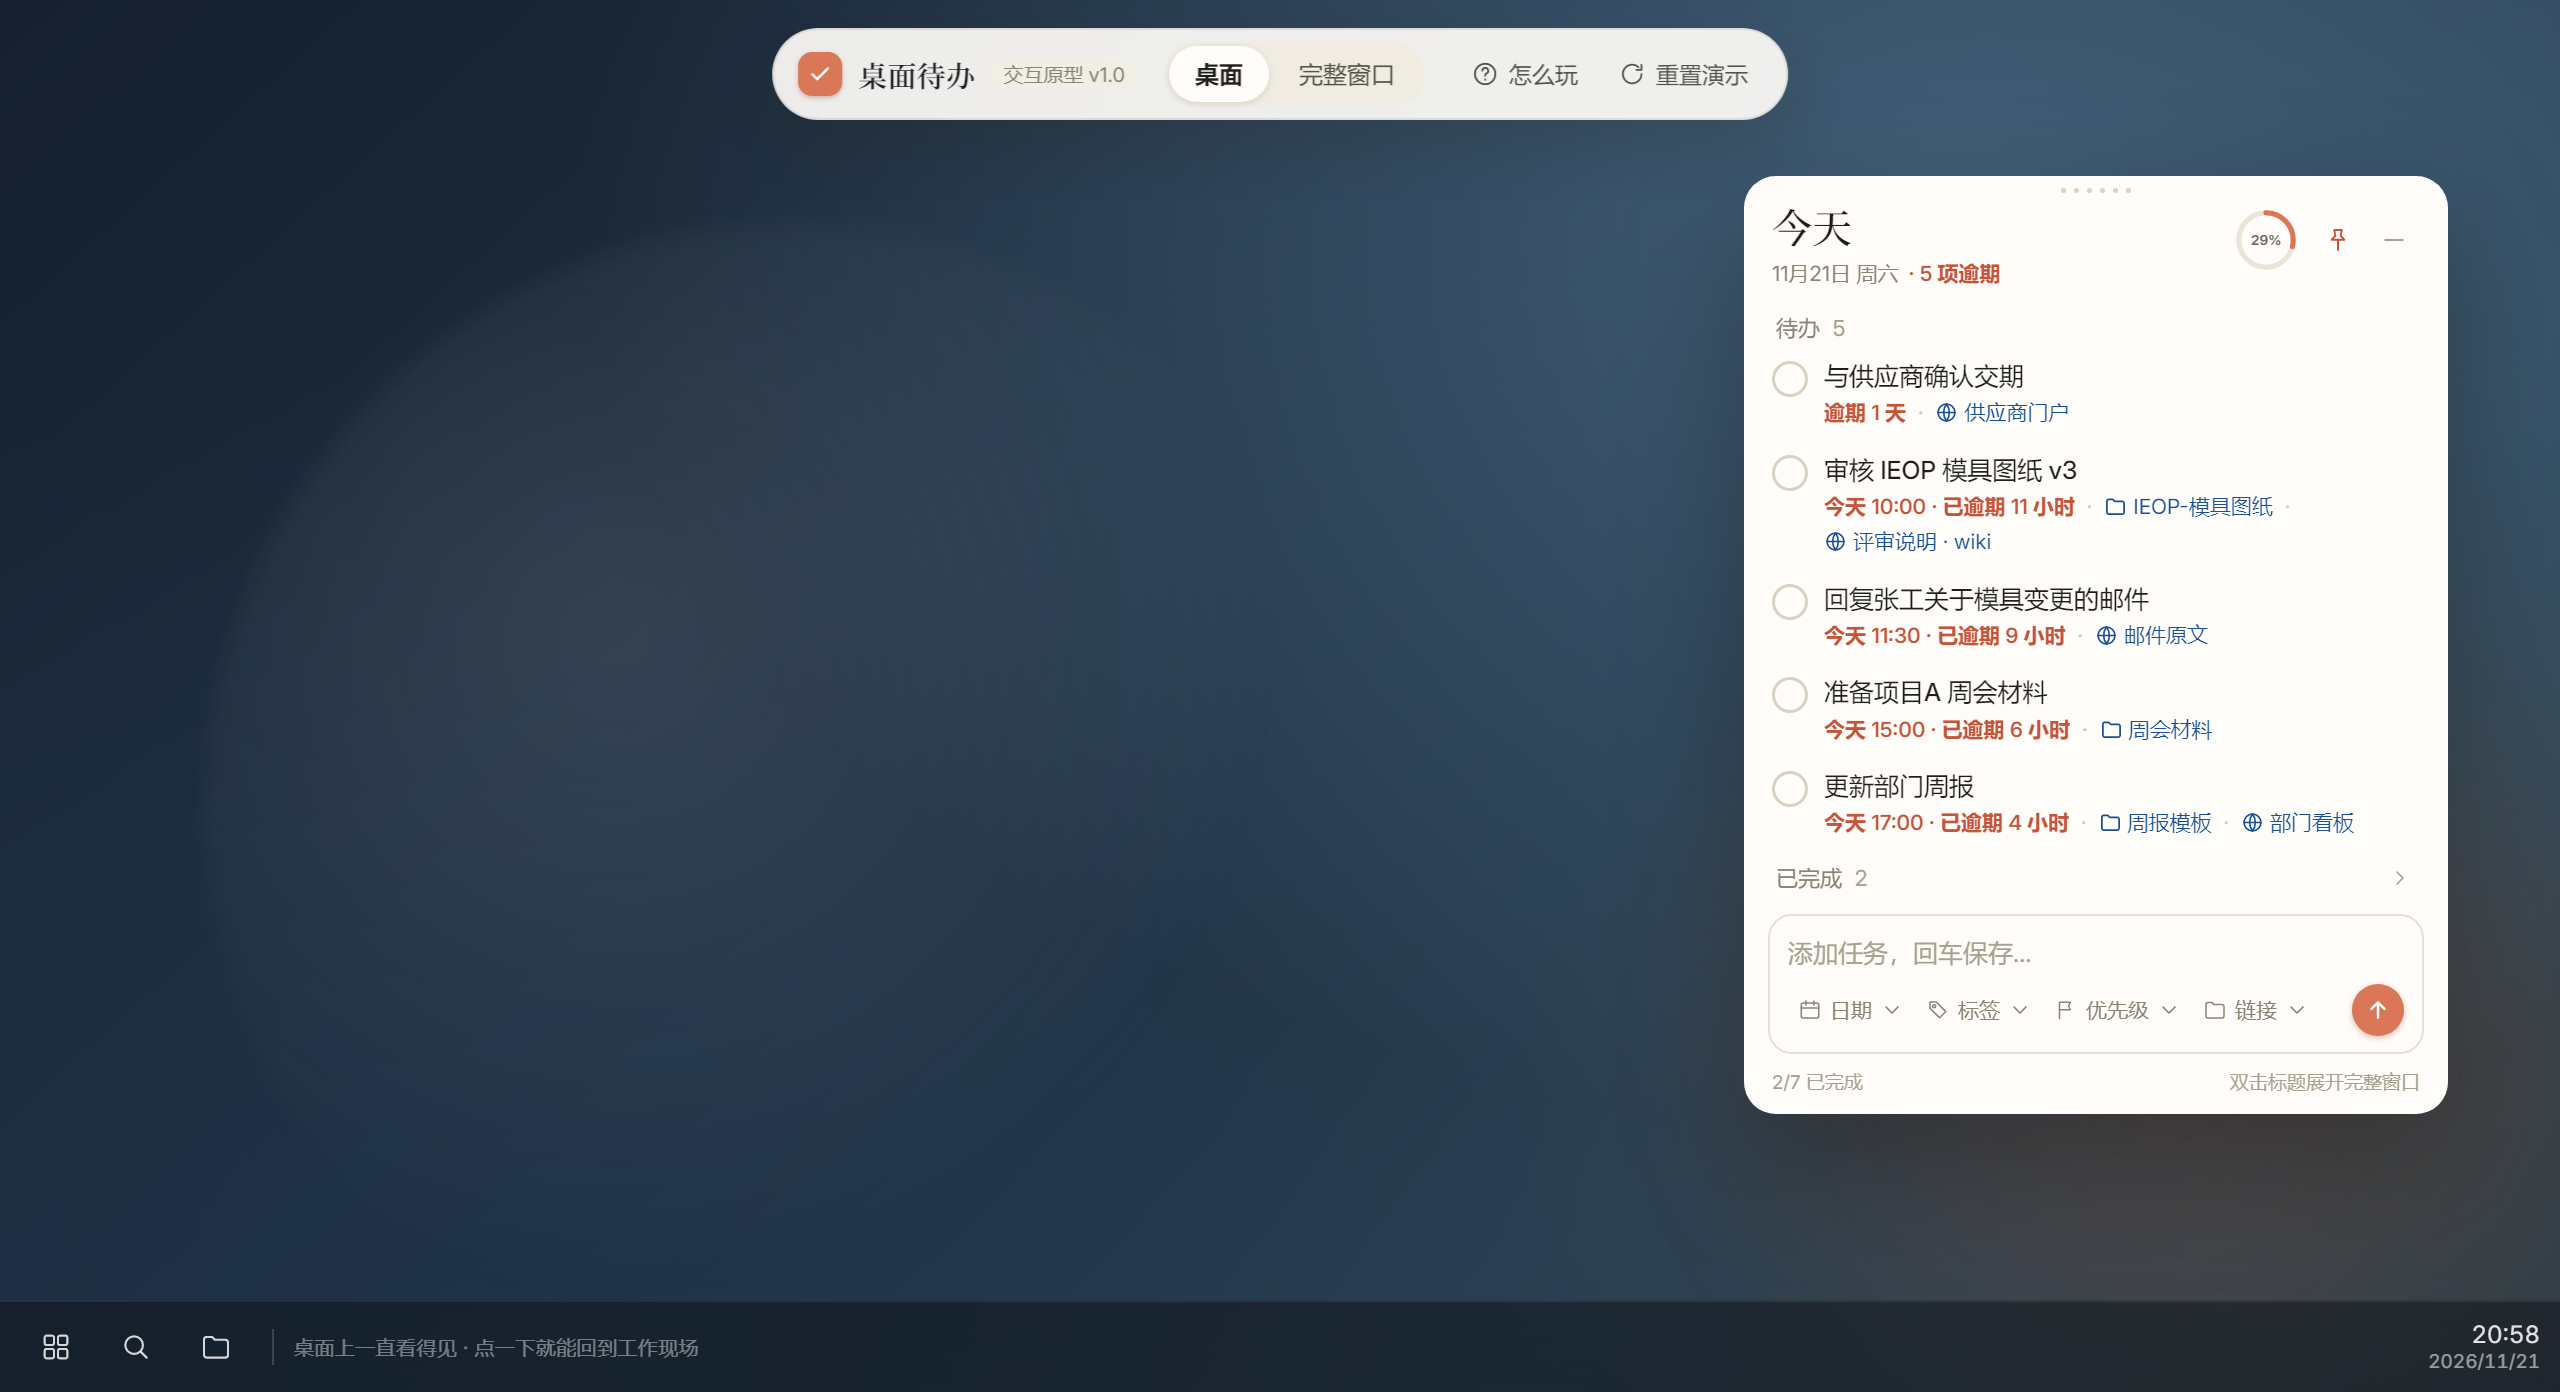 桌面待办 交互原型 v1.0 桌面 完整窗口 怎么玩 重置演示
今天
29%
11月21日 周六 · 5 项逾期
待办 5
与供应商确认交期
逾期 1 天 · 供应商门户
审核 IEOP 模具图纸 v3
今天 10:00 · 已逾期 11 小时 · IEOP-模具图纸 ·
评审说明 · wiki
回复张工关于模具变更的邮件
今天 11:30 · 已逾期 9 小时 · 邮件原文
准备项目A 周会材料
今天 15:00 · 已逾期 6 小时 · 周会材料
更新部门周报
今天 17:00 · 已逾期 4 小时 · 周报模板 · 部门看板
已完成 2
添加任务，回车保存...
日期 标签 优先级 链接
2/7 已完成 双击标题展开完整窗口
桌面上一直看得见 · 点一下就能回到工作现场
20:58
2026/11/21